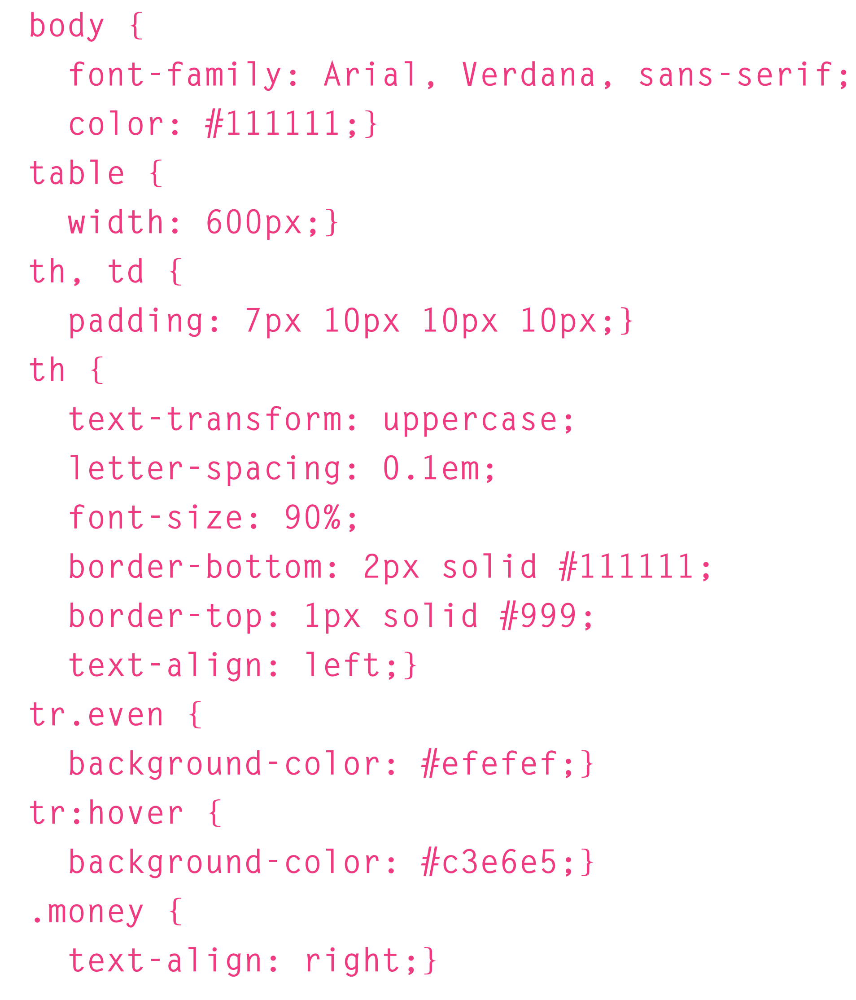 body {
  font-family: Arial, Verdana, sans-serif;
  color: #111111;}
table {
  width: 600px;}
th, td {
  padding: 7px 10px 10px 10px;}
th {
  text-transform: uppercase;
  letter-spacing: 0.1em;
  font-size: 90%;
  border-bottom: 2px solid #111111;
  border-top: 1px solid #999;
  text-align: left;}
tr.even {
  background-color: #efefef;}
tr:hover {
  background-color: #c3e6e5;}
.money {
  text-align: right;}